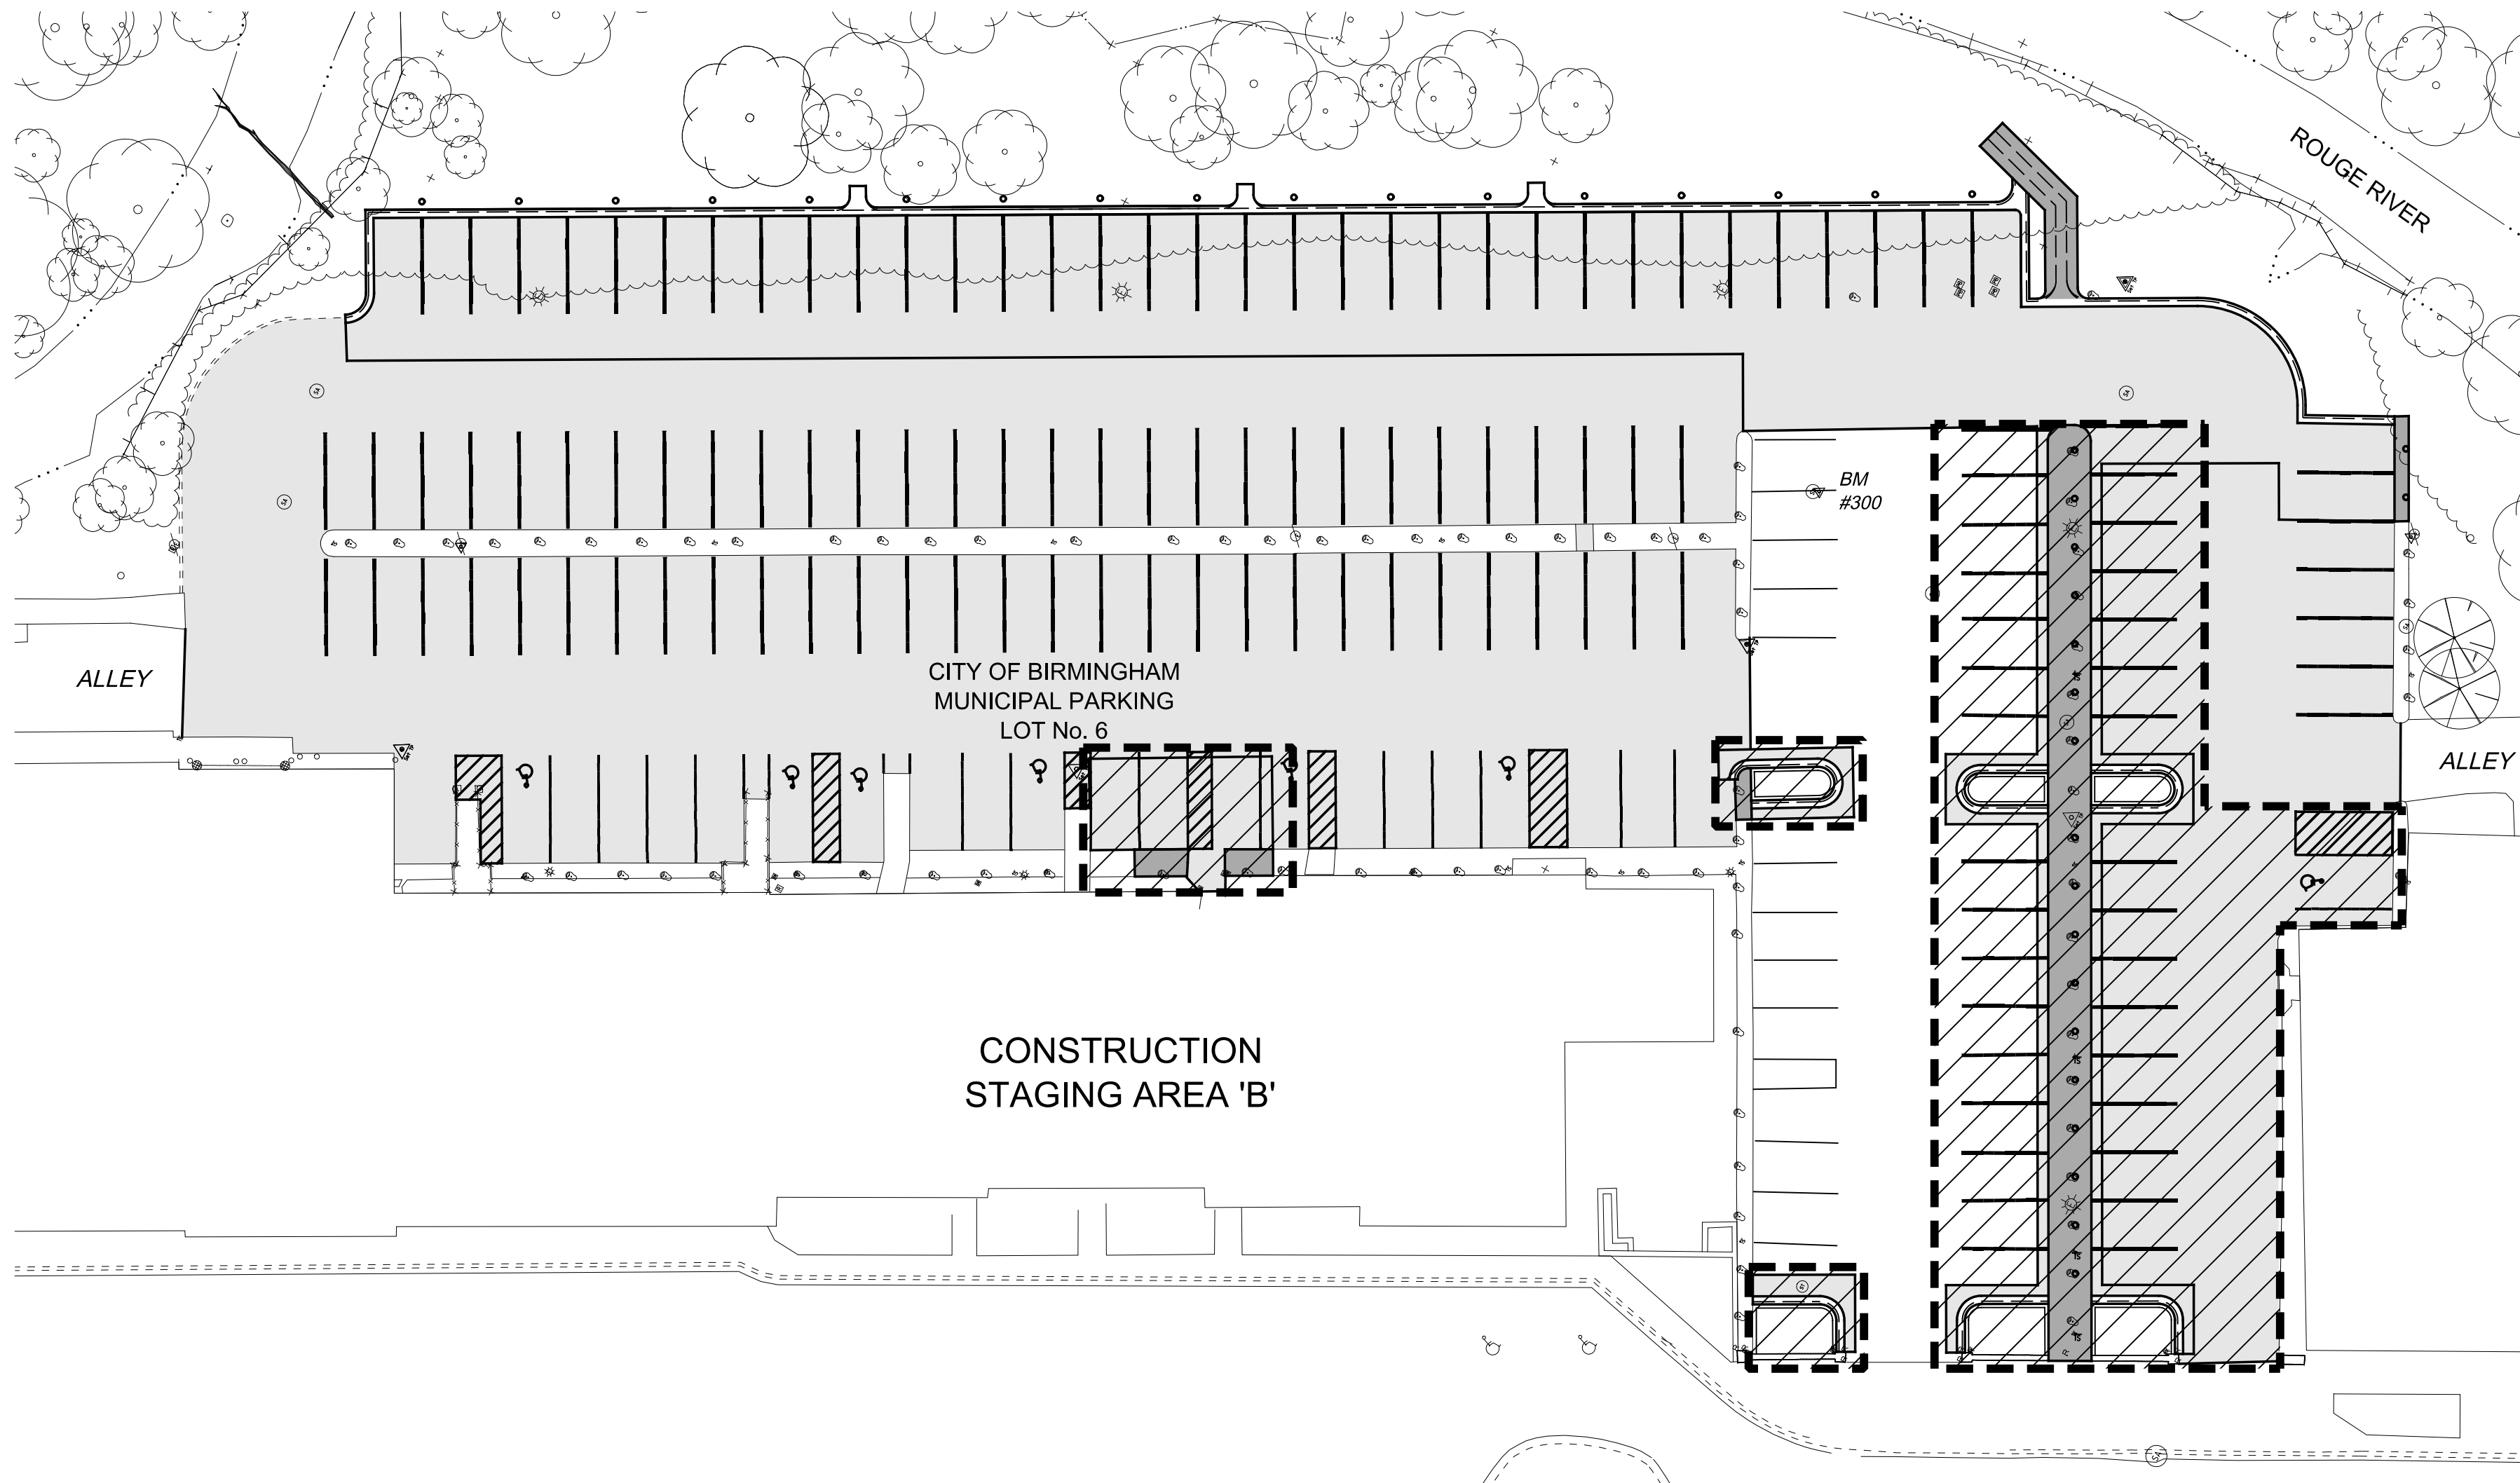 ROUGE RIVER
BM
#300
ALLEY
CITY OF BIRMINGHAM
MUNICIPAL PARKING
LOT No. 6
ALLEY
CONSTRUCTION
STAGING AREA 'B'